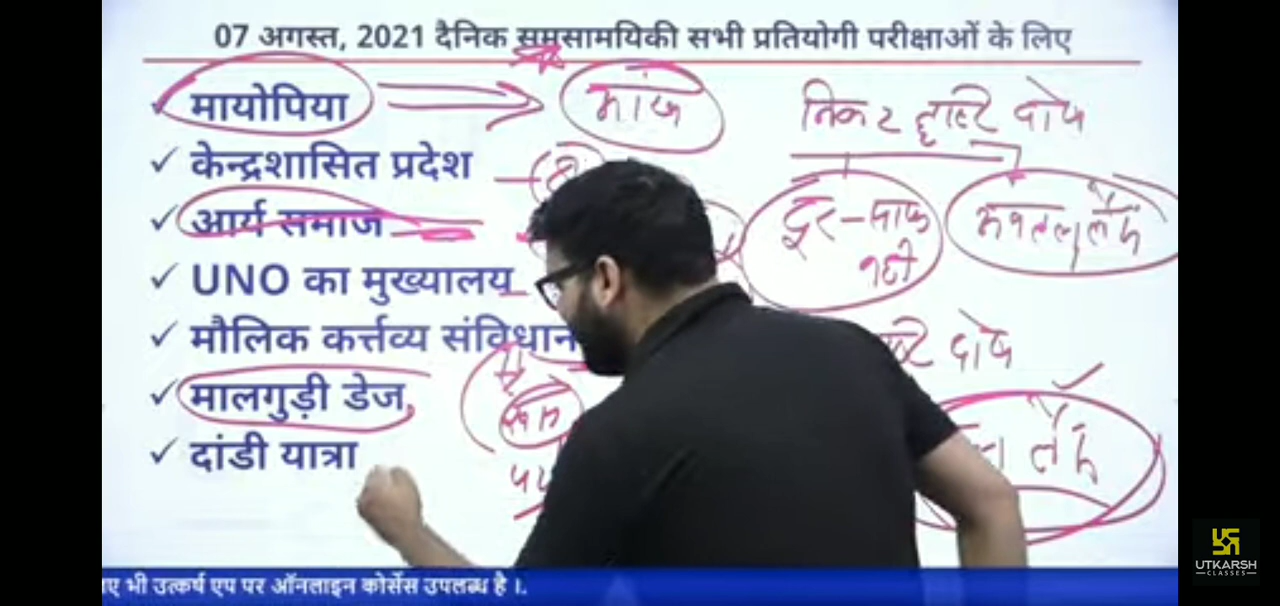 07 अगस्त, 2021 दैनिक समसामयिकी सभी प्रतियोगी परीक्षाओं के लिए
✓ मायोपिया
आंख
निकट दृष्टि दोष
✓ केन्द्रशासित प्रदेश
✓ आर्य समाज
दूर-साफ
नही
अवतल लेंस
✓ UNO का मुख्यालय
✓ मौलिक कर्त्तव्य संविधान
दोष
✓ मालगुड़ी डेज
लेंस
✓ दांडी यात्रा
ए भी उत्कर्ष एप पर ऑनलाइन कोर्सेस उपलब्ध है ।
UTKARSH
CLASSES